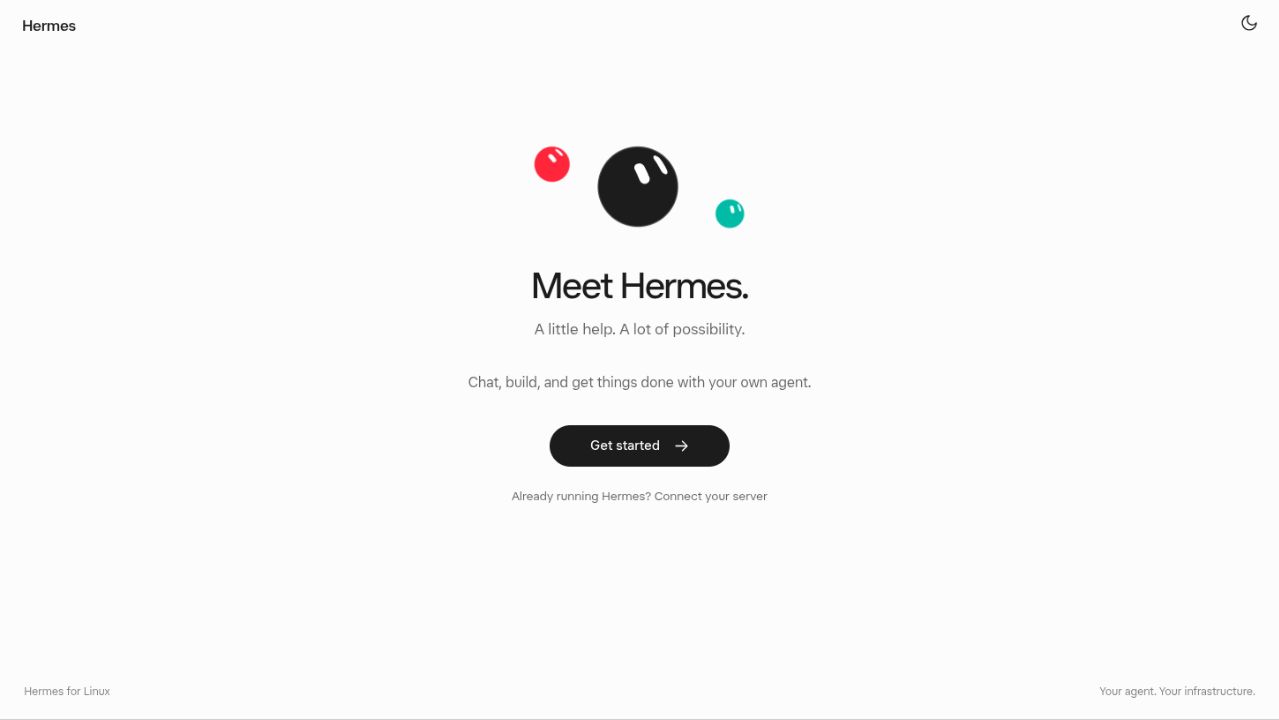 Hermes
Meet Hermes.
A little help. A lot of possibility.
Chat, build, and get things done with your own agent.
Get started
Already running Hermes? Connect your server
Hermes for Linux
Your agent. Your infrastructure.